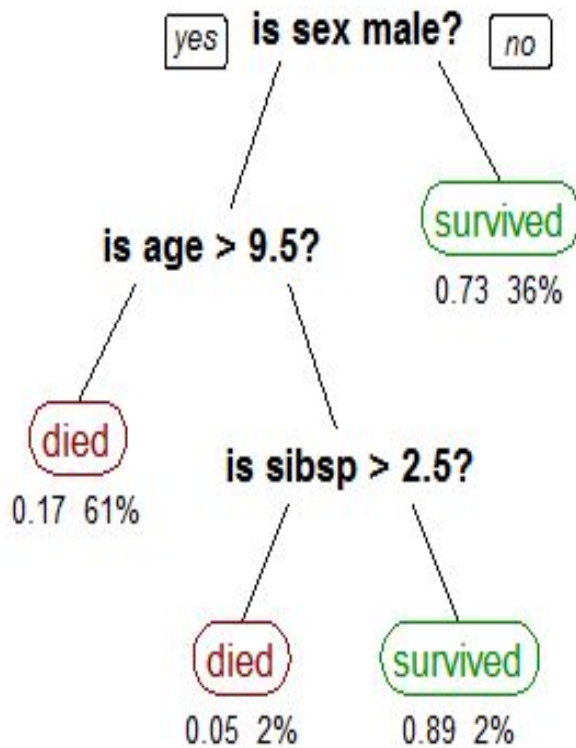 yes is sex male? no
survived
0.73 36%
is age > 9.5?
died
0.17 61%
is sibsp > 2.5?
died survived
0.05 2% 0.89 2%